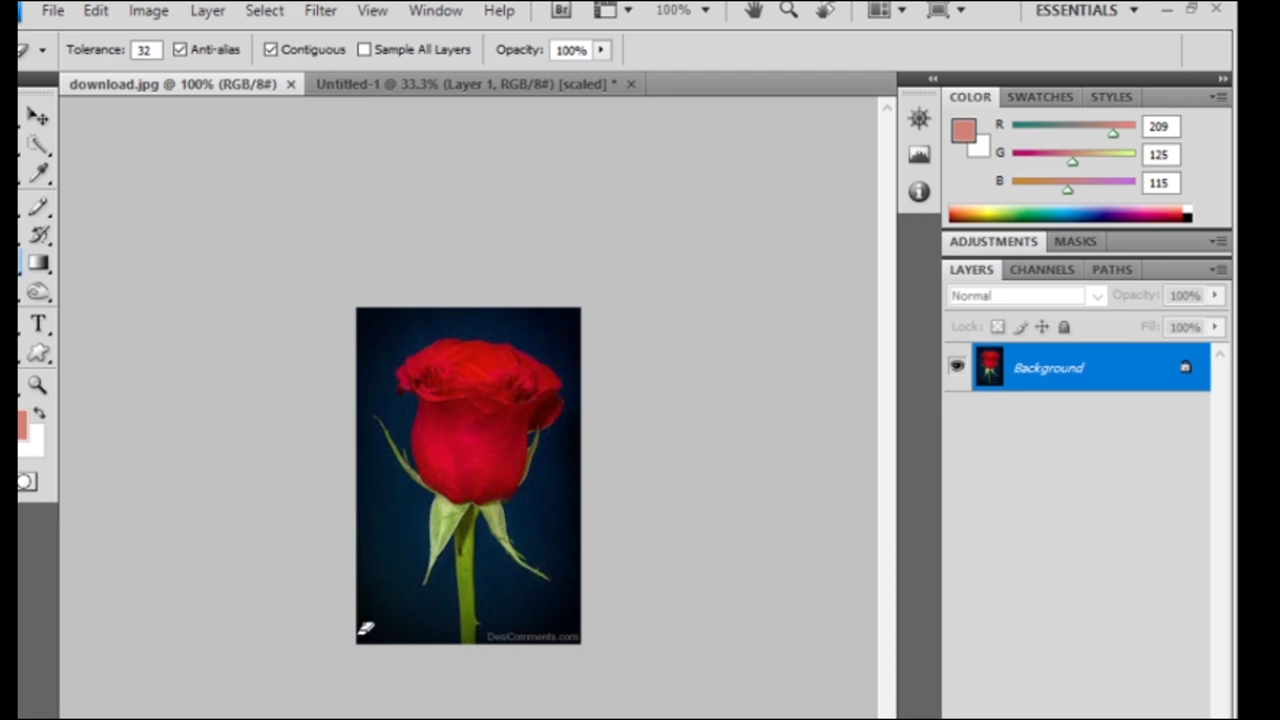 File Edit Image Layer Select Filter View Window Help Br 100% ESSENTIALS
Tolerance: 32 Anti-alias Contiguous Sample All Layers Opacity: 100%
download.jpg @ 100% (RGB/8#) × Untitled-1 @ 33.3% (Layer 1, RGB/8#) [scaled] * ×
COLOR SWATCHES STYLES
R 209
G 125
B 115
ADJUSTMENTS MASKS
LAYERS CHANNELS PATHS
Normal Opacity: 100%
Lock: Fill: 100%
Background
T
DesiComments.com